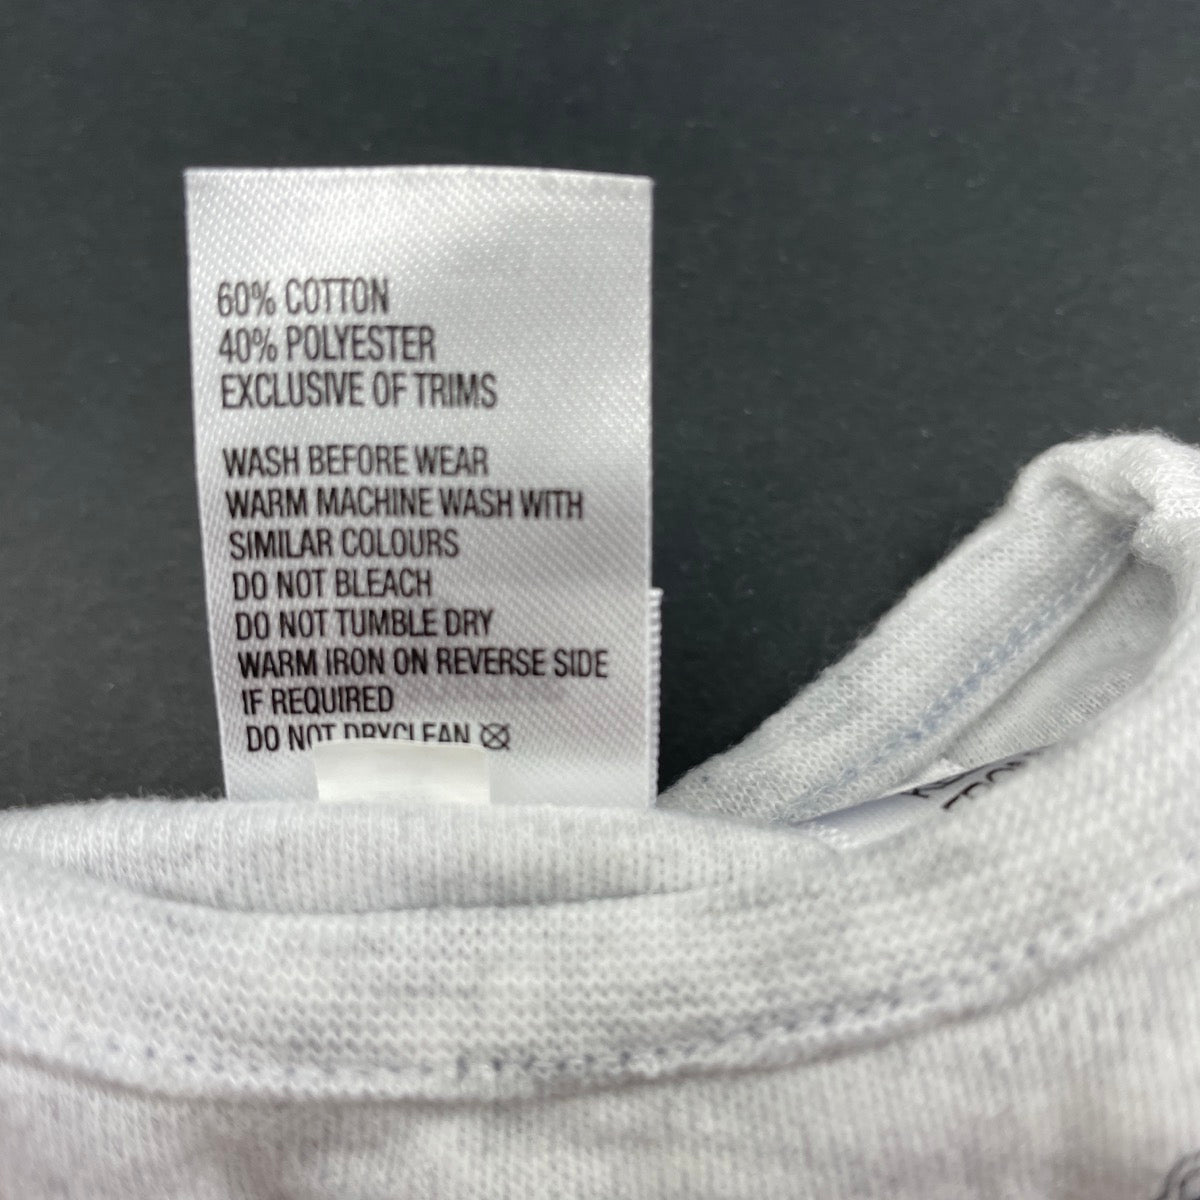 60% COTTON
40% POLYESTER
EXCLUSIVE OF TRIMS
WASH BEFORE WEAR
WARM MACHINE WASH WITH
SIMILAR COLOURS
DO NOT BLEACH
DO NOT TUMBLE DRY
WARM IRON ON REVERSE SIDE
IF REQUIRED
DO NOT DRYCLEAN